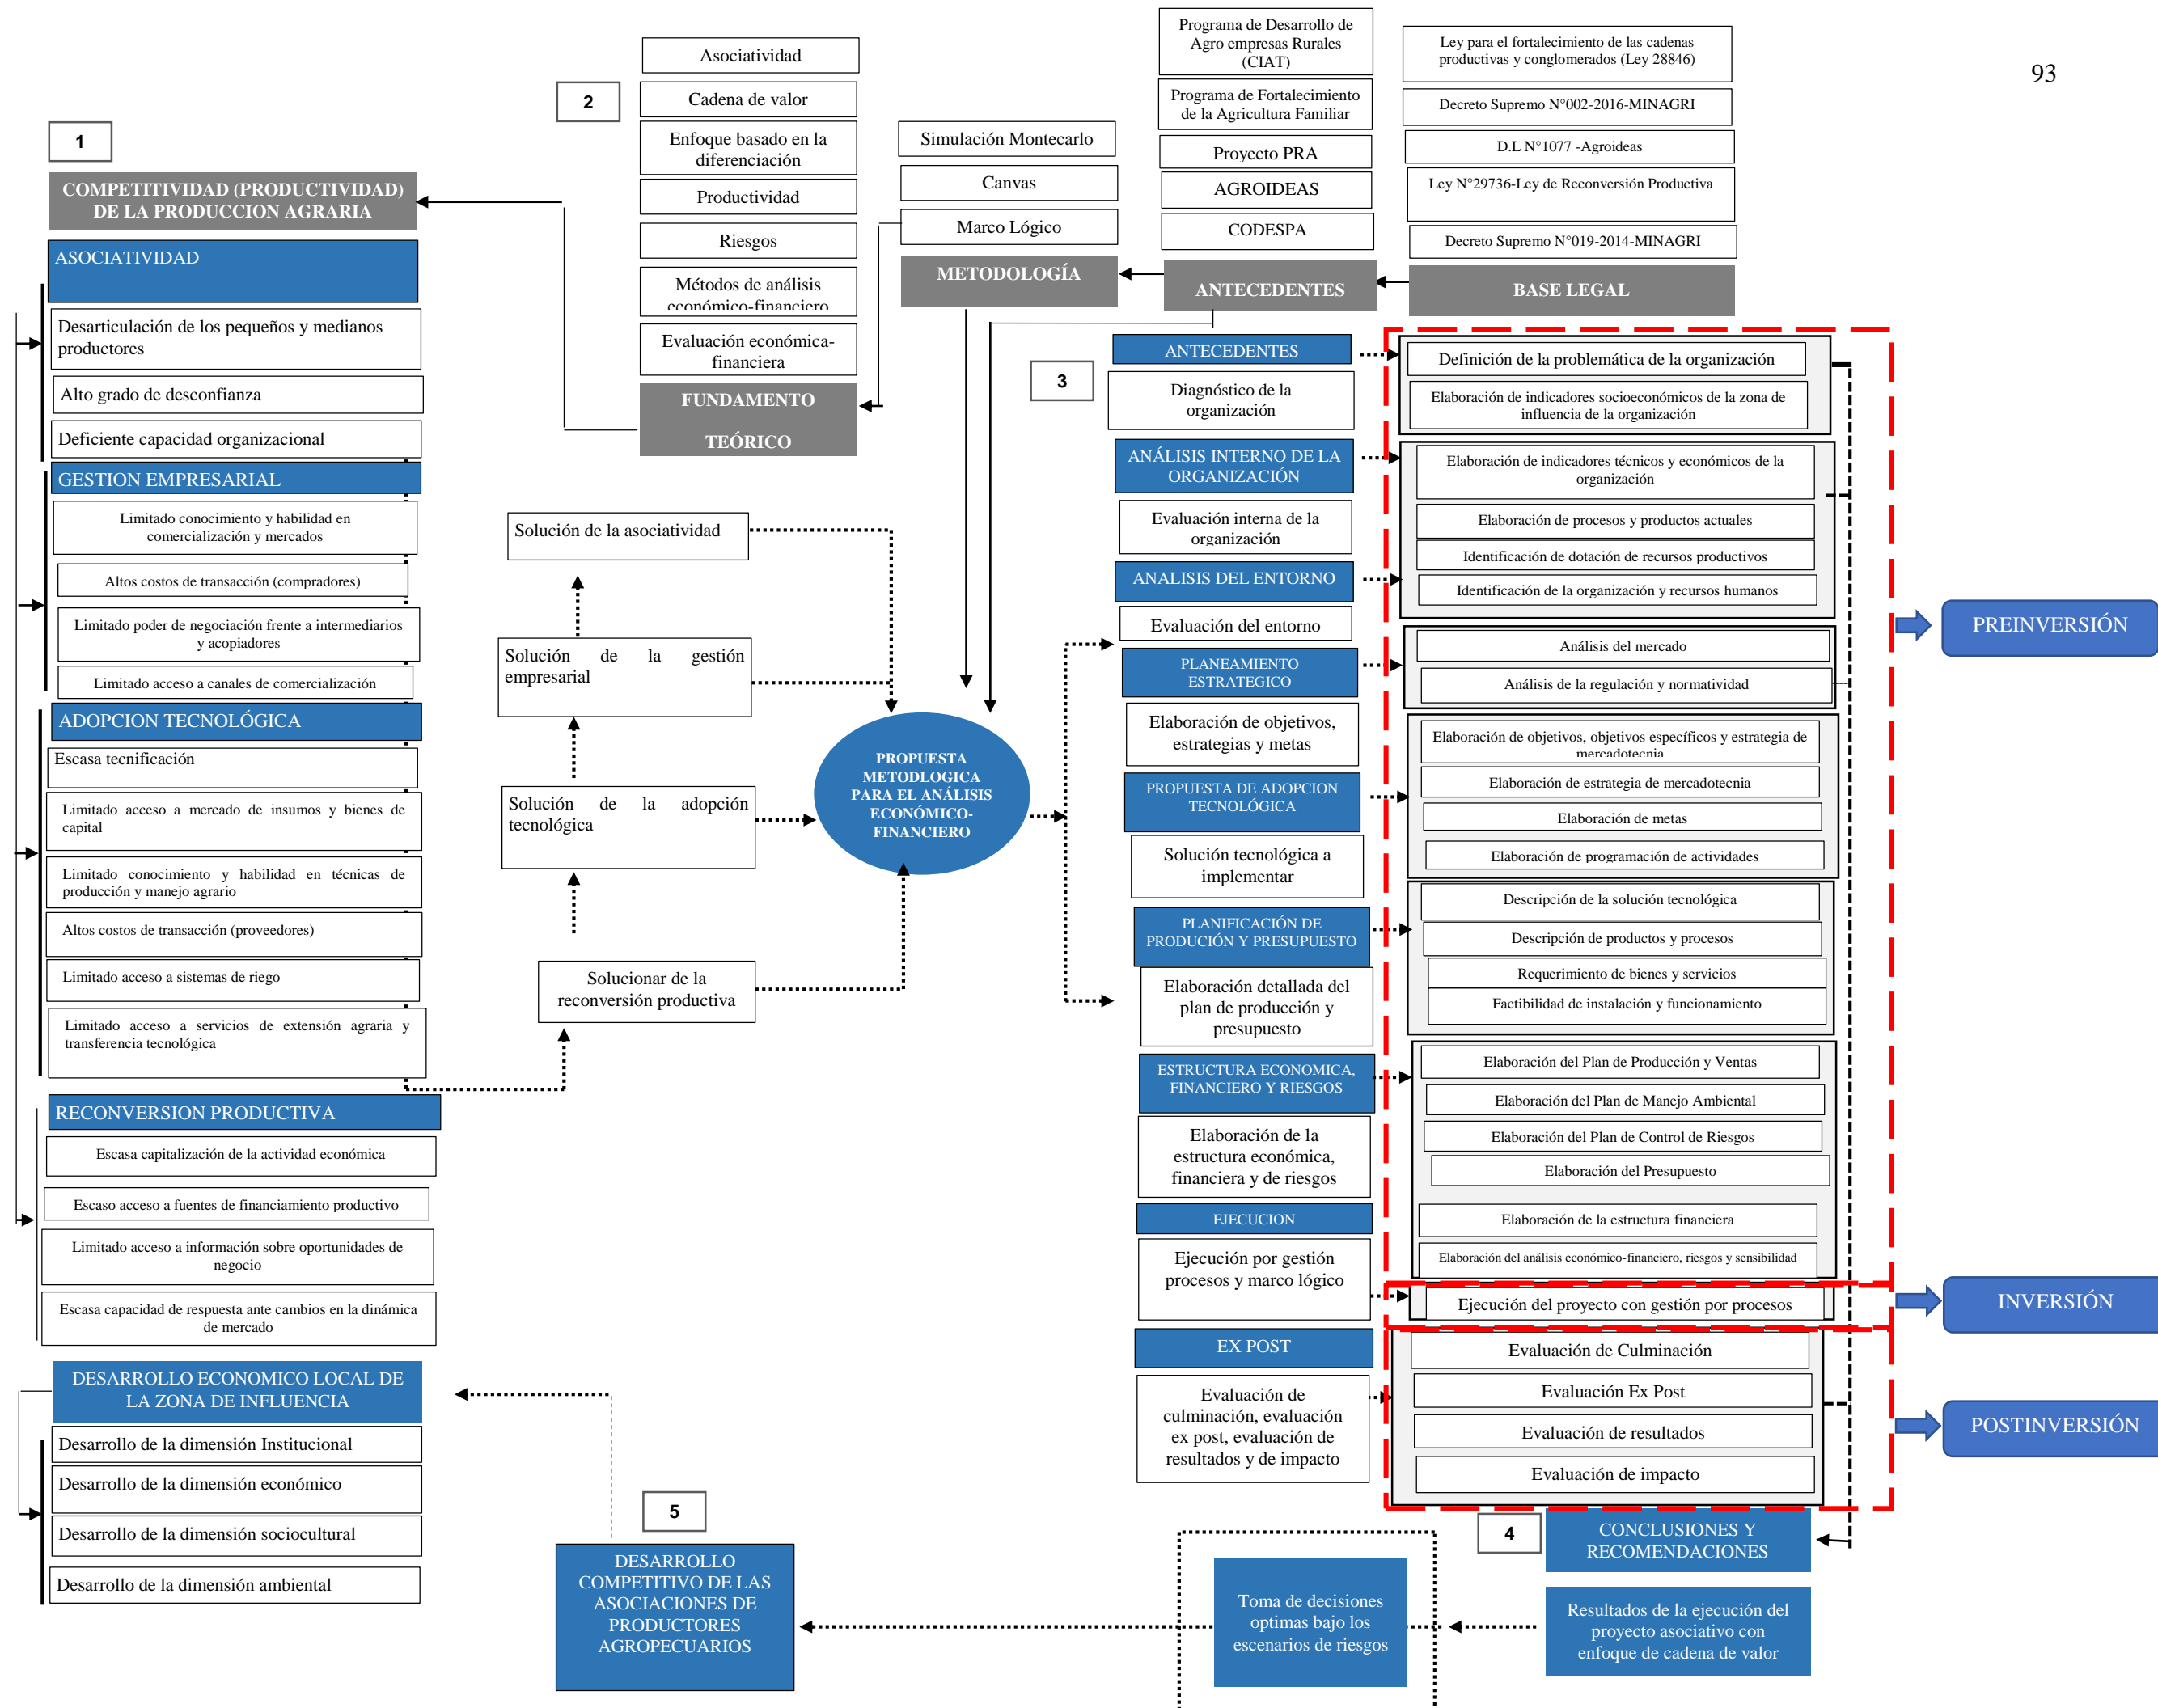 93
1
COMPETITIVIDAD (PRODUCTIVIDAD)
DE LA PRODUCCION AGRARIA
ASOCIATIVIDAD
Desarticulación de los pequeños y medianos
productores
Alto grado de desconfianza
Deficiente capacidad organizacional
GESTION EMPRESARIAL
Limitado conocimiento y habilidad en
comercialización y mercados
Altos costos de transacción (compradores)
Limitado poder de negociación frente a intermediarios
y acopiadores
Limitado acceso a canales de comercialización
ADOPCION TECNOLÓGICA
Escasa tecnificación
Limitado acceso a mercado de insumos y bienes de
capital
Limitado conocimiento y habilidad en técnicas de
producción y manejo agrario
Altos costos de transacción (proveedores)
Limitado acceso a sistemas de riego
Limitado acceso a servicios de extensión agraria y
transferencia tecnológica
RECONVERSION PRODUCTIVA
Escasa capitalización de la actividad económica
Escaso acceso a fuentes de financiamiento productivo
Limitado acceso a información sobre oportunidades de
negocio
Escasa capacidad de respuesta ante cambios en la dinámica
de mercado
DESARROLLO ECONOMICO LOCAL DE
LA ZONA DE INFLUENCIA
Desarrollo de la dimensión Institucional
Desarrollo de la dimensión económico
Desarrollo de la dimensión sociocultural
Desarrollo de la dimensión ambiental
2
Asociatividad
Cadena de valor
Enfoque basado en la
diferenciación
Productividad
Riesgos
Métodos de análisis
económico-financiero
Evaluación económica-
financiera
FUNDAMENTO
TEÓRICO
Simulación Montecarlo
Canvas
Marco Lógico
METODOLOGÍA
Programa de Desarrollo de
Agro empresas Rurales
(CIAT)
Programa de Fortalecimiento
de la Agricultura Familiar
Proyecto PRA
AGROIDEAS
CODESPA
ANTECEDENTES
Ley para el fortalecimiento de las cadenas
productivas y conglomerados (Ley 28846)
Decreto Supremo N°002-2016-MINAGRI
D.L N°1077 -Agroideas
Ley N°29736-Ley de Reconversión Productiva
Decreto Supremo N°019-2014-MINAGRI
BASE LEGAL
Solución de la asociatividad
Solución de la gestión
empresarial
Solución de la adopción
tecnológica
Solucionar de la
reconversión productiva
PROPUESTA
METODLOGICA
PARA EL ANÁLISIS
ECONÓMICO-
FINANCIERO
3
ANTECEDENTES
Diagnóstico de la
organización
ANÁLISIS INTERNO DE LA
ORGANIZACIÓN
Evaluación interna de la
organización
ANALISIS DEL ENTORNO
Evaluación del entorno
PLANEAMIENTO
ESTRATEGICO
Elaboración de objetivos,
estrategias y metas
PROPUESTA DE ADOPCION
TECNOLÓGICA
Solución tecnológica a
implementar
PLANIFICACIÓN DE
PRODUCIÓN Y PRESUPUESTO
Elaboración detallada del
plan de producción y
presupuesto
ESTRUCTURA ECONOMICA,
FINANCIERO Y RIESGOS
Elaboración de la
estructura económica,
financiera y de riesgos
EJECUCION
Ejecución por gestión
procesos y marco lógico
EX POST
Evaluación de
culminación, evaluación
ex post, evaluación de
resultados y de impacto
Definición de la problemática de la organización
Elaboración de indicadores socioeconómicos de la zona de
influencia de la organización
Elaboración de indicadores técnicos y económicos de la
organización
Elaboración de procesos y productos actuales
Identificación de dotación de recursos productivos
Identificación de la organización y recursos humanos
Análisis del mercado
Análisis de la regulación y normatividad
Elaboración de objetivos, objetivos específicos y estrategia de
mercadotecnia
Elaboración de estrategia de mercadotecnia
Elaboración de metas
Elaboración de programación de actividades
Descripción de la solución tecnológica
Descripción de productos y procesos
Requerimiento de bienes y servicios
Factibilidad de instalación y funcionamiento
Elaboración del Plan de Producción y Ventas
Elaboración del Plan de Manejo Ambiental
Elaboración del Plan de Control de Riesgos
Elaboración del Presupuesto
Elaboración de la estructura financiera
Elaboración del análisis económico-financiero, riesgos y sensibilidad
Ejecución del proyecto con gestión por procesos
Evaluación de Culminación
Evaluación Ex Post
Evaluación de resultados
Evaluación de impacto
PREINVERSIÓN
INVERSIÓN
POSTINVERSIÓN
4
CONCLUSIONES Y
RECOMENDACIONES
Resultados de la ejecución del
proyecto asociativo con
enfoque de cadena de valor
Toma de decisiones
optimas bajo los
escenarios de riesgos
5
DESARROLLO
COMPETITIVO DE LAS
ASOCIACIONES DE
PRODUCTORES
AGROPECUARIOS